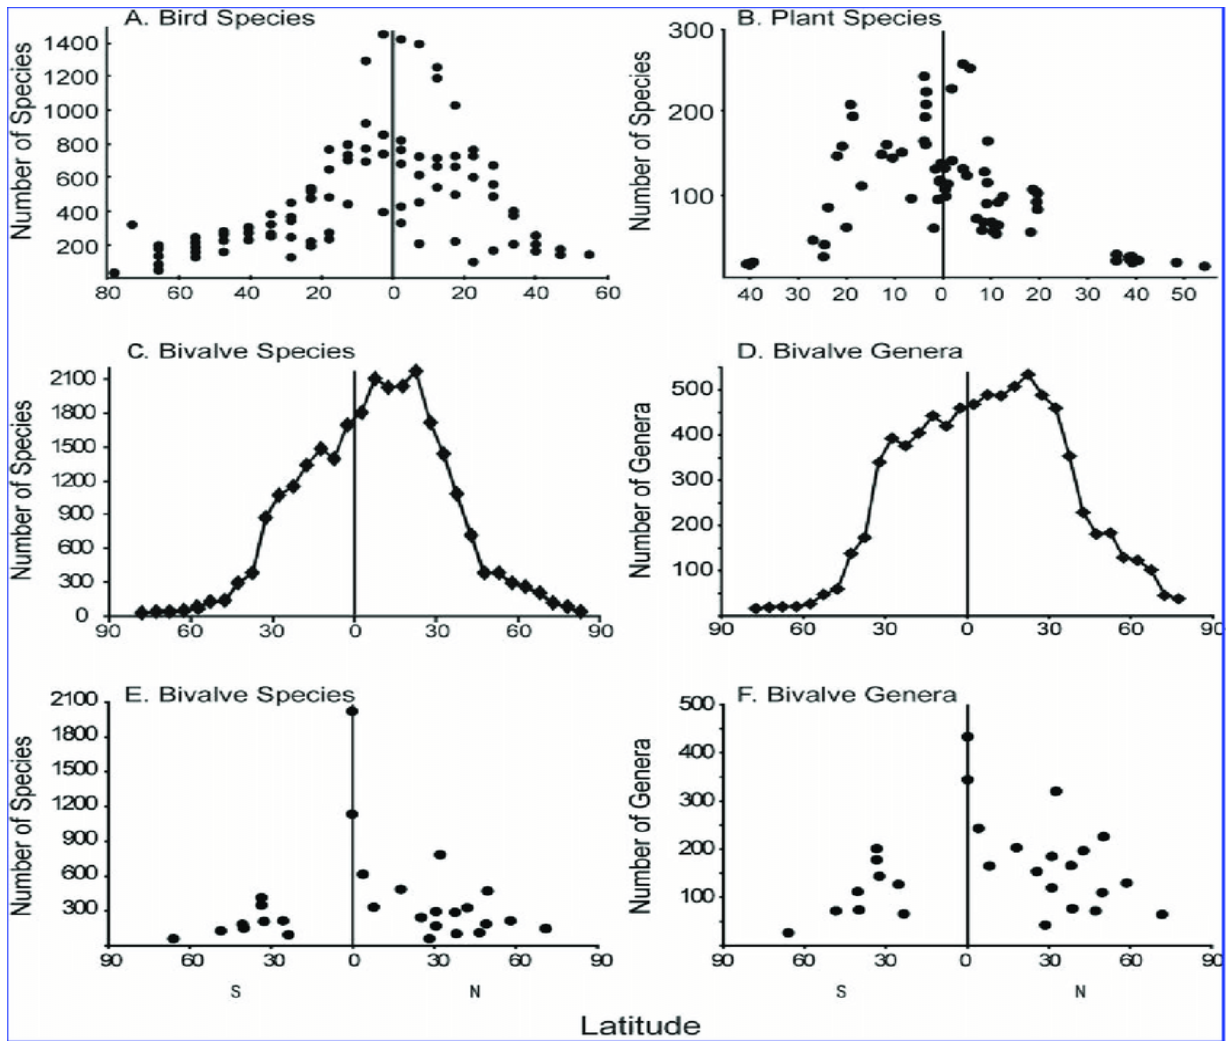 A. Bird Species
Number of Species
1400
1200
1000
800
600
400
200
80 60 40 20 0 20 40 60
B. Plant Species
Number of Species
300
200
100
40 30 20 10 0 10 20 30 40 50
C. Bivalve Species
Number of Species
2100
1800
1500
1200
900
600
300
0
90 60 30 0 30 60 90
D. Bivalve Genera
Number of Genera
500
400
300
200
100
90 60 30 0 30 60 90
E. Bivalve Species
Number of Species
2100
1800
1500
1200
900
600
300
90 60 30 0 30 60 90
S N
F. Bivalve Genera
Number of Genera
500
400
300
200
100
90 60 30 0 30 60 90
S N
Latitude